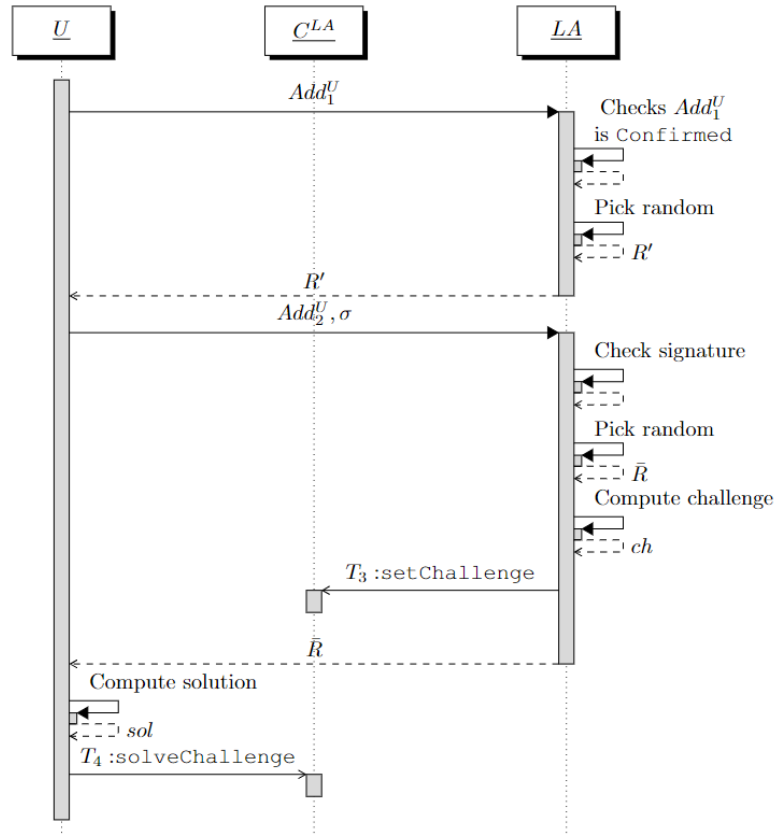 U
C^{LA}
LA
Add_1^U
Checks Add_1^U
is Confirmed
Pick random
R′
R′
Add_2^U, σ
Check signature
Pick random
R̄
Compute challenge
ch
T_3 :setChallenge
R̄
Compute solution
sol
T_4 :solveChallenge